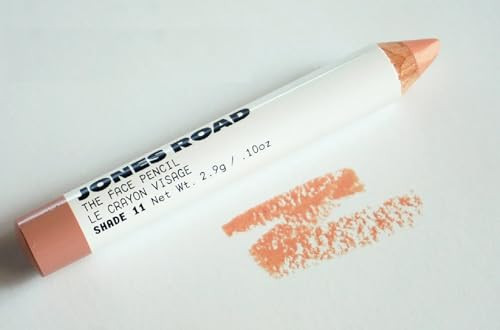 JONES ROAD
THE FACE PENCIL
LE CRAYON VISAGE
SHADE 11 Net Wt. 2.9g / .10oz